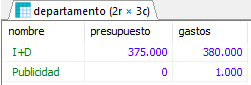 departamento (2r × 3c)
nombre presupuesto gastos
I+D 375.000 380.000
Publicidad 0 1.000